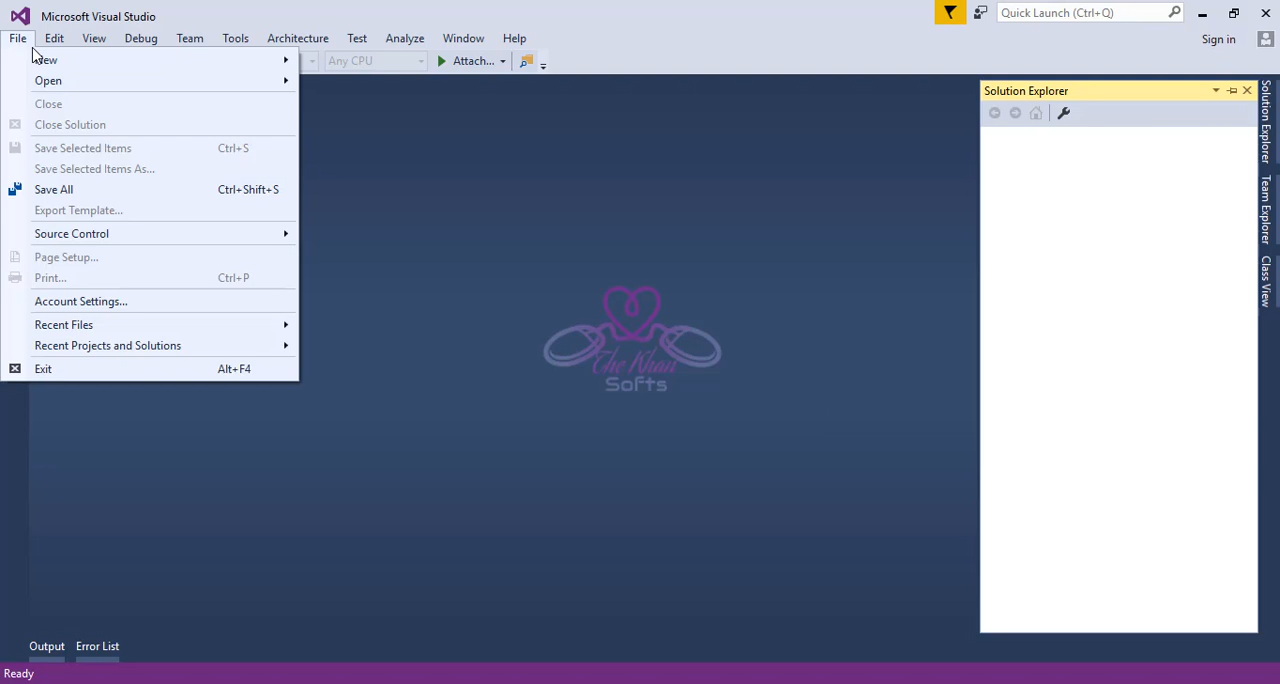 Microsoft Visual Studio
Quick Launch (Ctrl+Q)
File Edit View Debug Team Tools Architecture Test Analyze Window Help
Sign in
Any CPU
Attach...
Open
Close
Close Solution
Save Selected Items Ctrl+S
Save Selected Items As...
Save All Ctrl+Shift+S
Export Template...
Source Control
Page Setup...
Print... Ctrl+P
Account Settings...
Recent Files
Recent Projects and Solutions
Exit Alt+F4
The Khan
Softs
Solution Explorer
Solution Explorer
Team Explorer
Class View
Output Error List
Ready